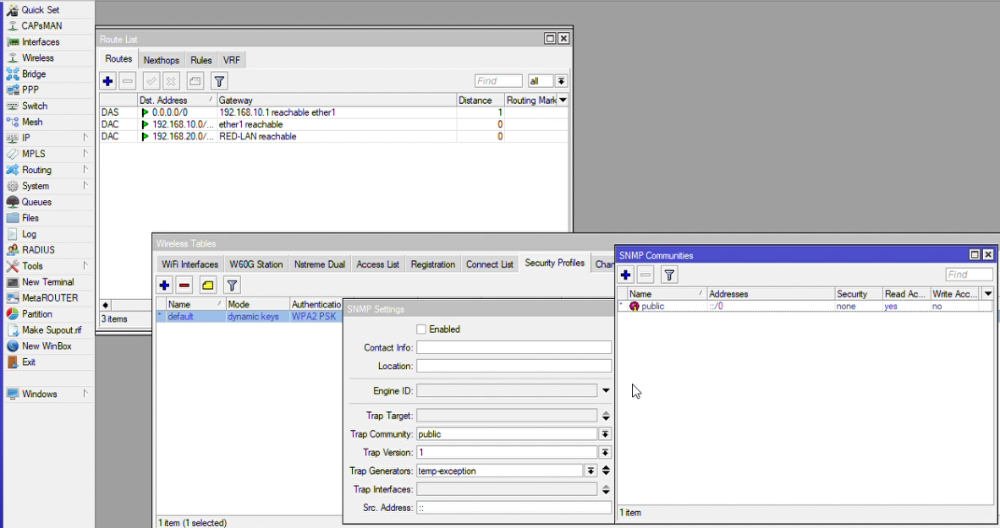 Quick Set
CAPsMAN
Interfaces
Wireless
Bridge
PPP
Switch
Mesh
IP
MPLS
Routing
System
Queues
Files
Log
RADIUS
Tools
New Terminal
MetaROUTER
Partition
Make Supout.rif
New WinBox
Exit
Windows
Route List
Routes Nexthops Rules VRF
Find all
Dst. Address Gateway Distance Routing Mark
DAS 0.0.0.0/0 192.168.10.1 reachable ether1 1
DAC 192.168.10.0/... ether1 reachable 0
DAC 192.168.20.0/... RED-LAN reachable 0
3 items
Wireless Tables
WiFi Interfaces W60G Station Nstreme Dual Access List Registration Connect List Security Profiles Chan
Name Mode Authenticatio
* default dynamic keys WPA2 PSK
1 item (1 selected)
SNMP Settings
Enabled
Contact Info:
Location:
Engine ID:
Trap Target:
Trap Community: public
Trap Version: 1
Trap Generators: temp-exception
Trap Interfaces:
Src. Address: ::
SNMP Communities
Find
Name Addresses Security Read Ac... Write Acc...
* public ::/0 none yes no
1 item